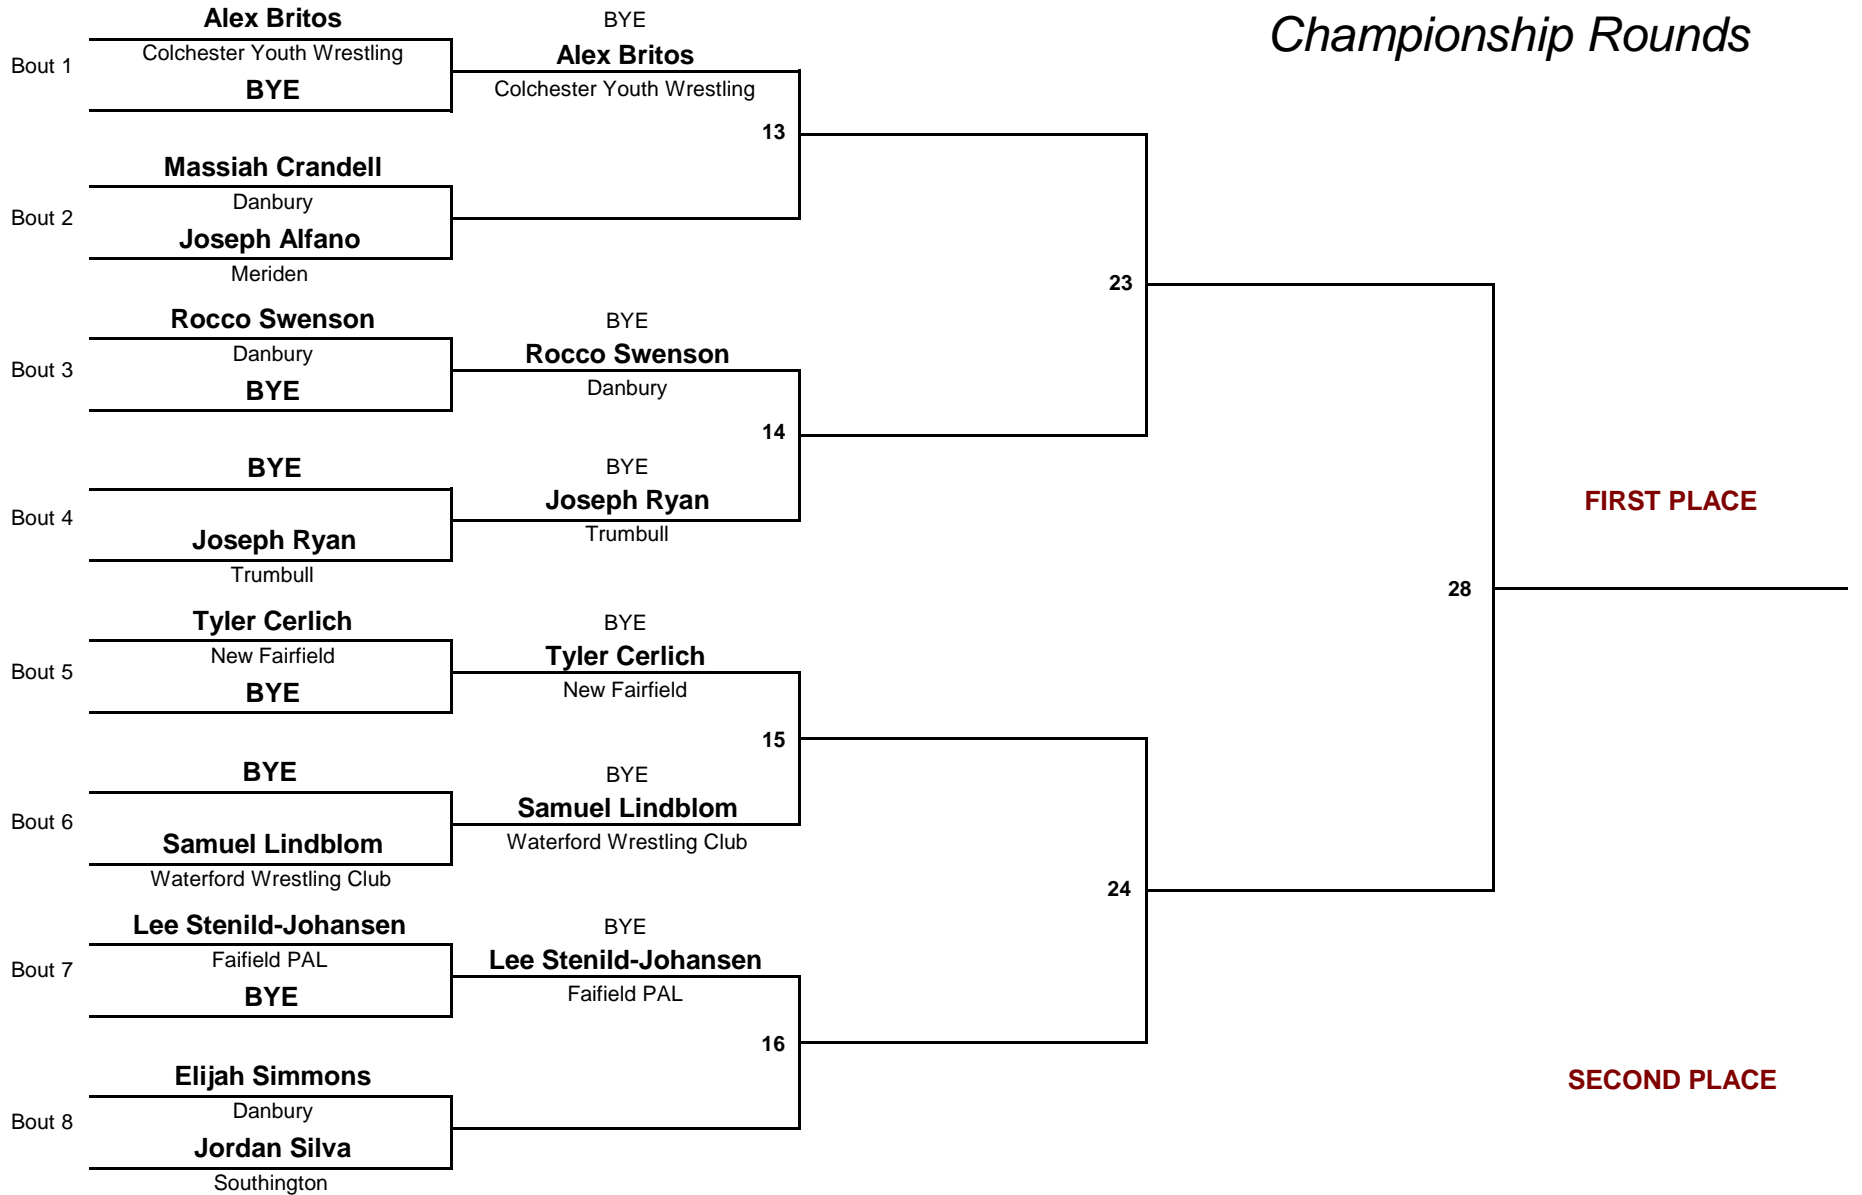 Championship Rounds
Alex Britos
Colchester Youth Wrestling
Bout 1
BYE
BYE
Alex Britos
Colchester Youth Wrestling
13
Massiah Crandell
Danbury
Bout 2
Joseph Alfano
Meriden
23
Rocco Swenson
Danbury
Bout 3
BYE
BYE
Rocco Swenson
Danbury
14
BYE
Bout 4
Joseph Ryan
Trumbull
BYE
Joseph Ryan
Trumbull
FIRST PLACE
28
Tyler Cerlich
New Fairfield
Bout 5
BYE
BYE
Tyler Cerlich
New Fairfield
15
BYE
Bout 6
Samuel Lindblom
Waterford Wrestling Club
BYE
Samuel Lindblom
Waterford Wrestling Club
24
Lee Stenild-Johansen
Faifield PAL
Bout 7
BYE
BYE
Lee Stenild-Johansen
Faifield PAL
16
Elijah Simmons
Danbury
Bout 8
Jordan Silva
Southington
SECOND PLACE